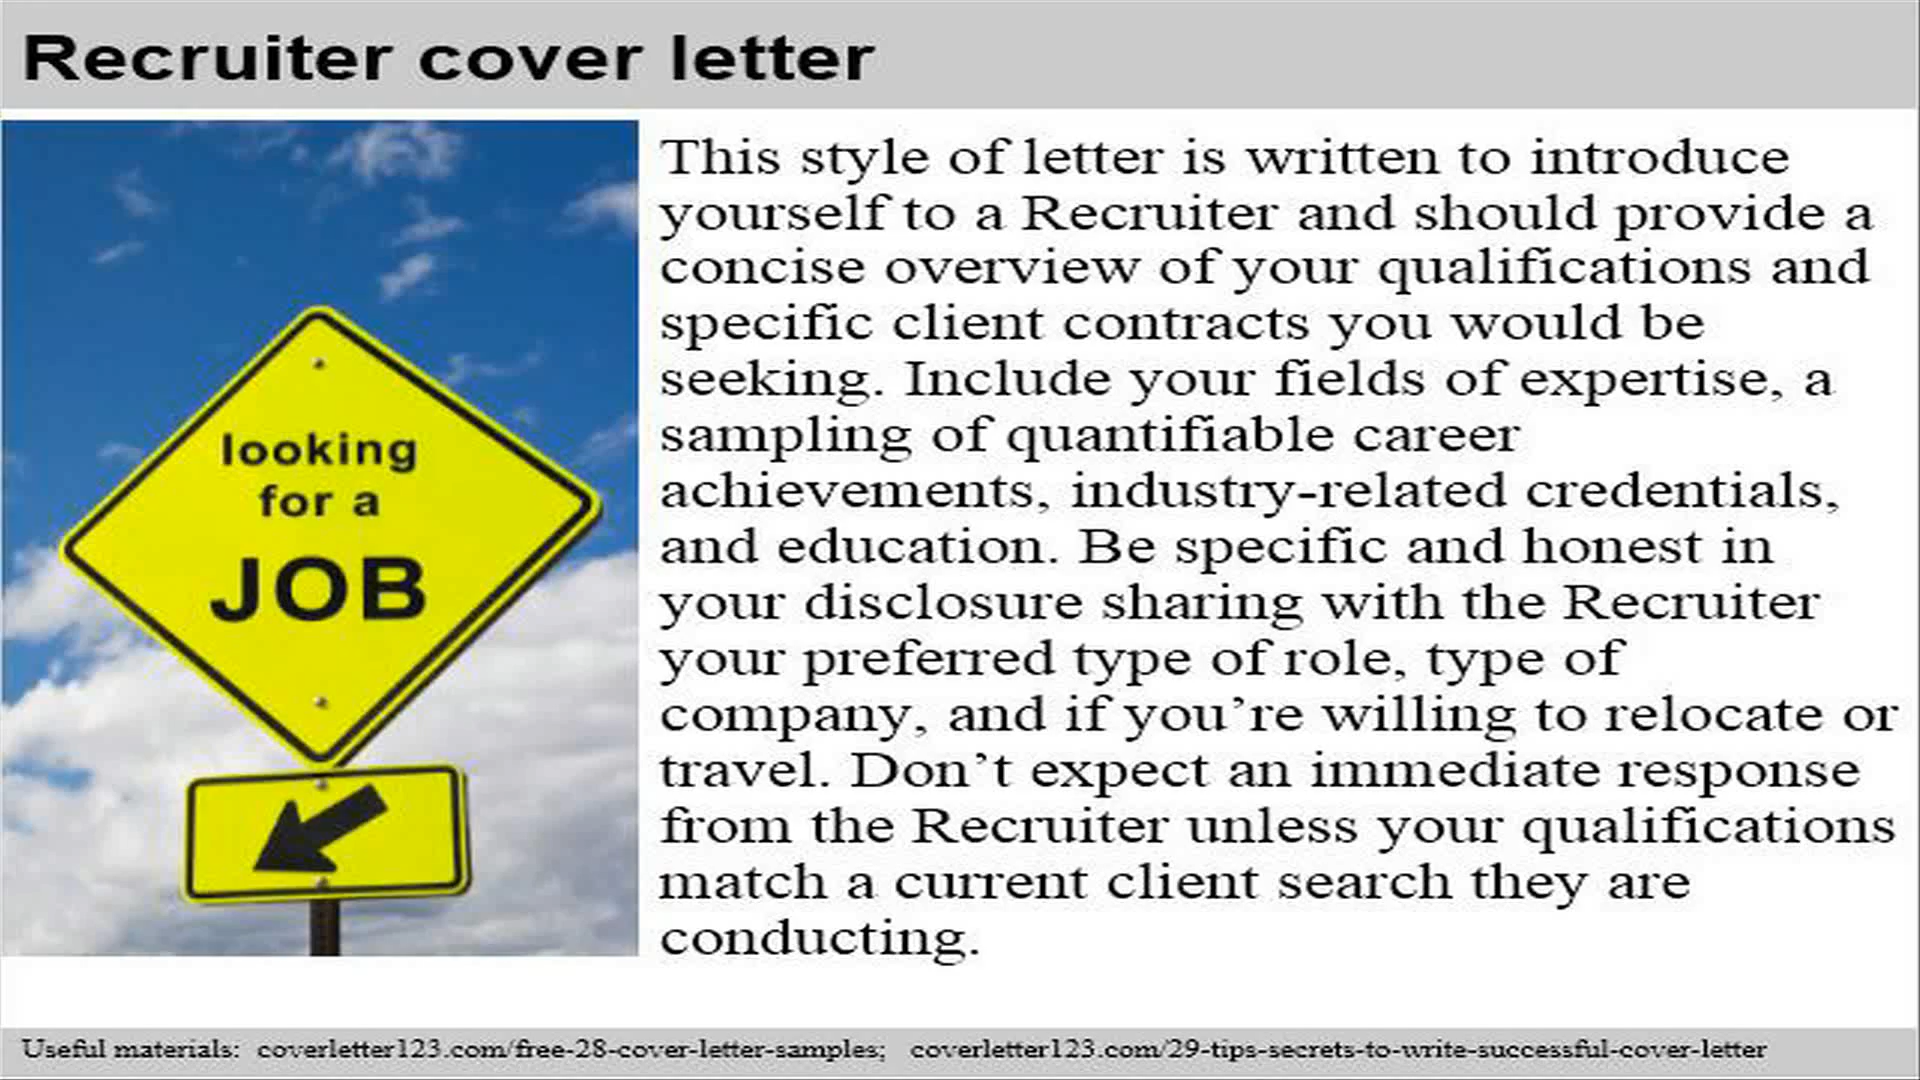 Recruiter cover letter
looking
for a
JOB
This style of letter is written to introduce
yourself to a Recruiter and should provide a
concise overview of your qualifications and
specific client contracts you would be
seeking. Include your fields of expertise, a
sampling of quantifiable career
achievements, industry-related credentials,
and education. Be specific and honest in
your disclosure sharing with the Recruiter
your preferred type of role, type of
company, and if you’re willing to relocate or
travel. Don’t expect an immediate response
from the Recruiter unless your qualifications
match a current client search they are
conducting.
Useful materials: coverletter123.com/free-28-cover-letter-samples; coverletter123.com/29-tips-secrets-to-write-successful-cover-letter